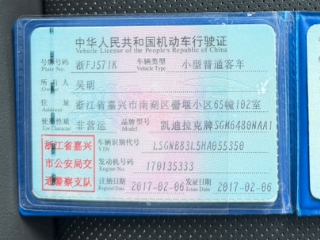 中华人民共和国机动车行驶证
Vehicle License of the People's Republic of China
号牌号码 Plate No. 浙FJ571K 车辆类型 Vehicle Type 小型普通客车
所有人 Owner 吴明
住址 Address 浙江省嘉兴市南湖区 小区65幢102室
使用性质 Use Character 非营运 品牌型号 Model 凯迪拉克牌SGM6480NAA1
浙江省嘉兴市公安局交通警察支队
车辆识别代号 VIN LSGNB83L5HA055350
发动机号码 Engine No. 170135333
注册日期 Register Date 2017-02-06 发证日期 Issue Date 2017-02-06